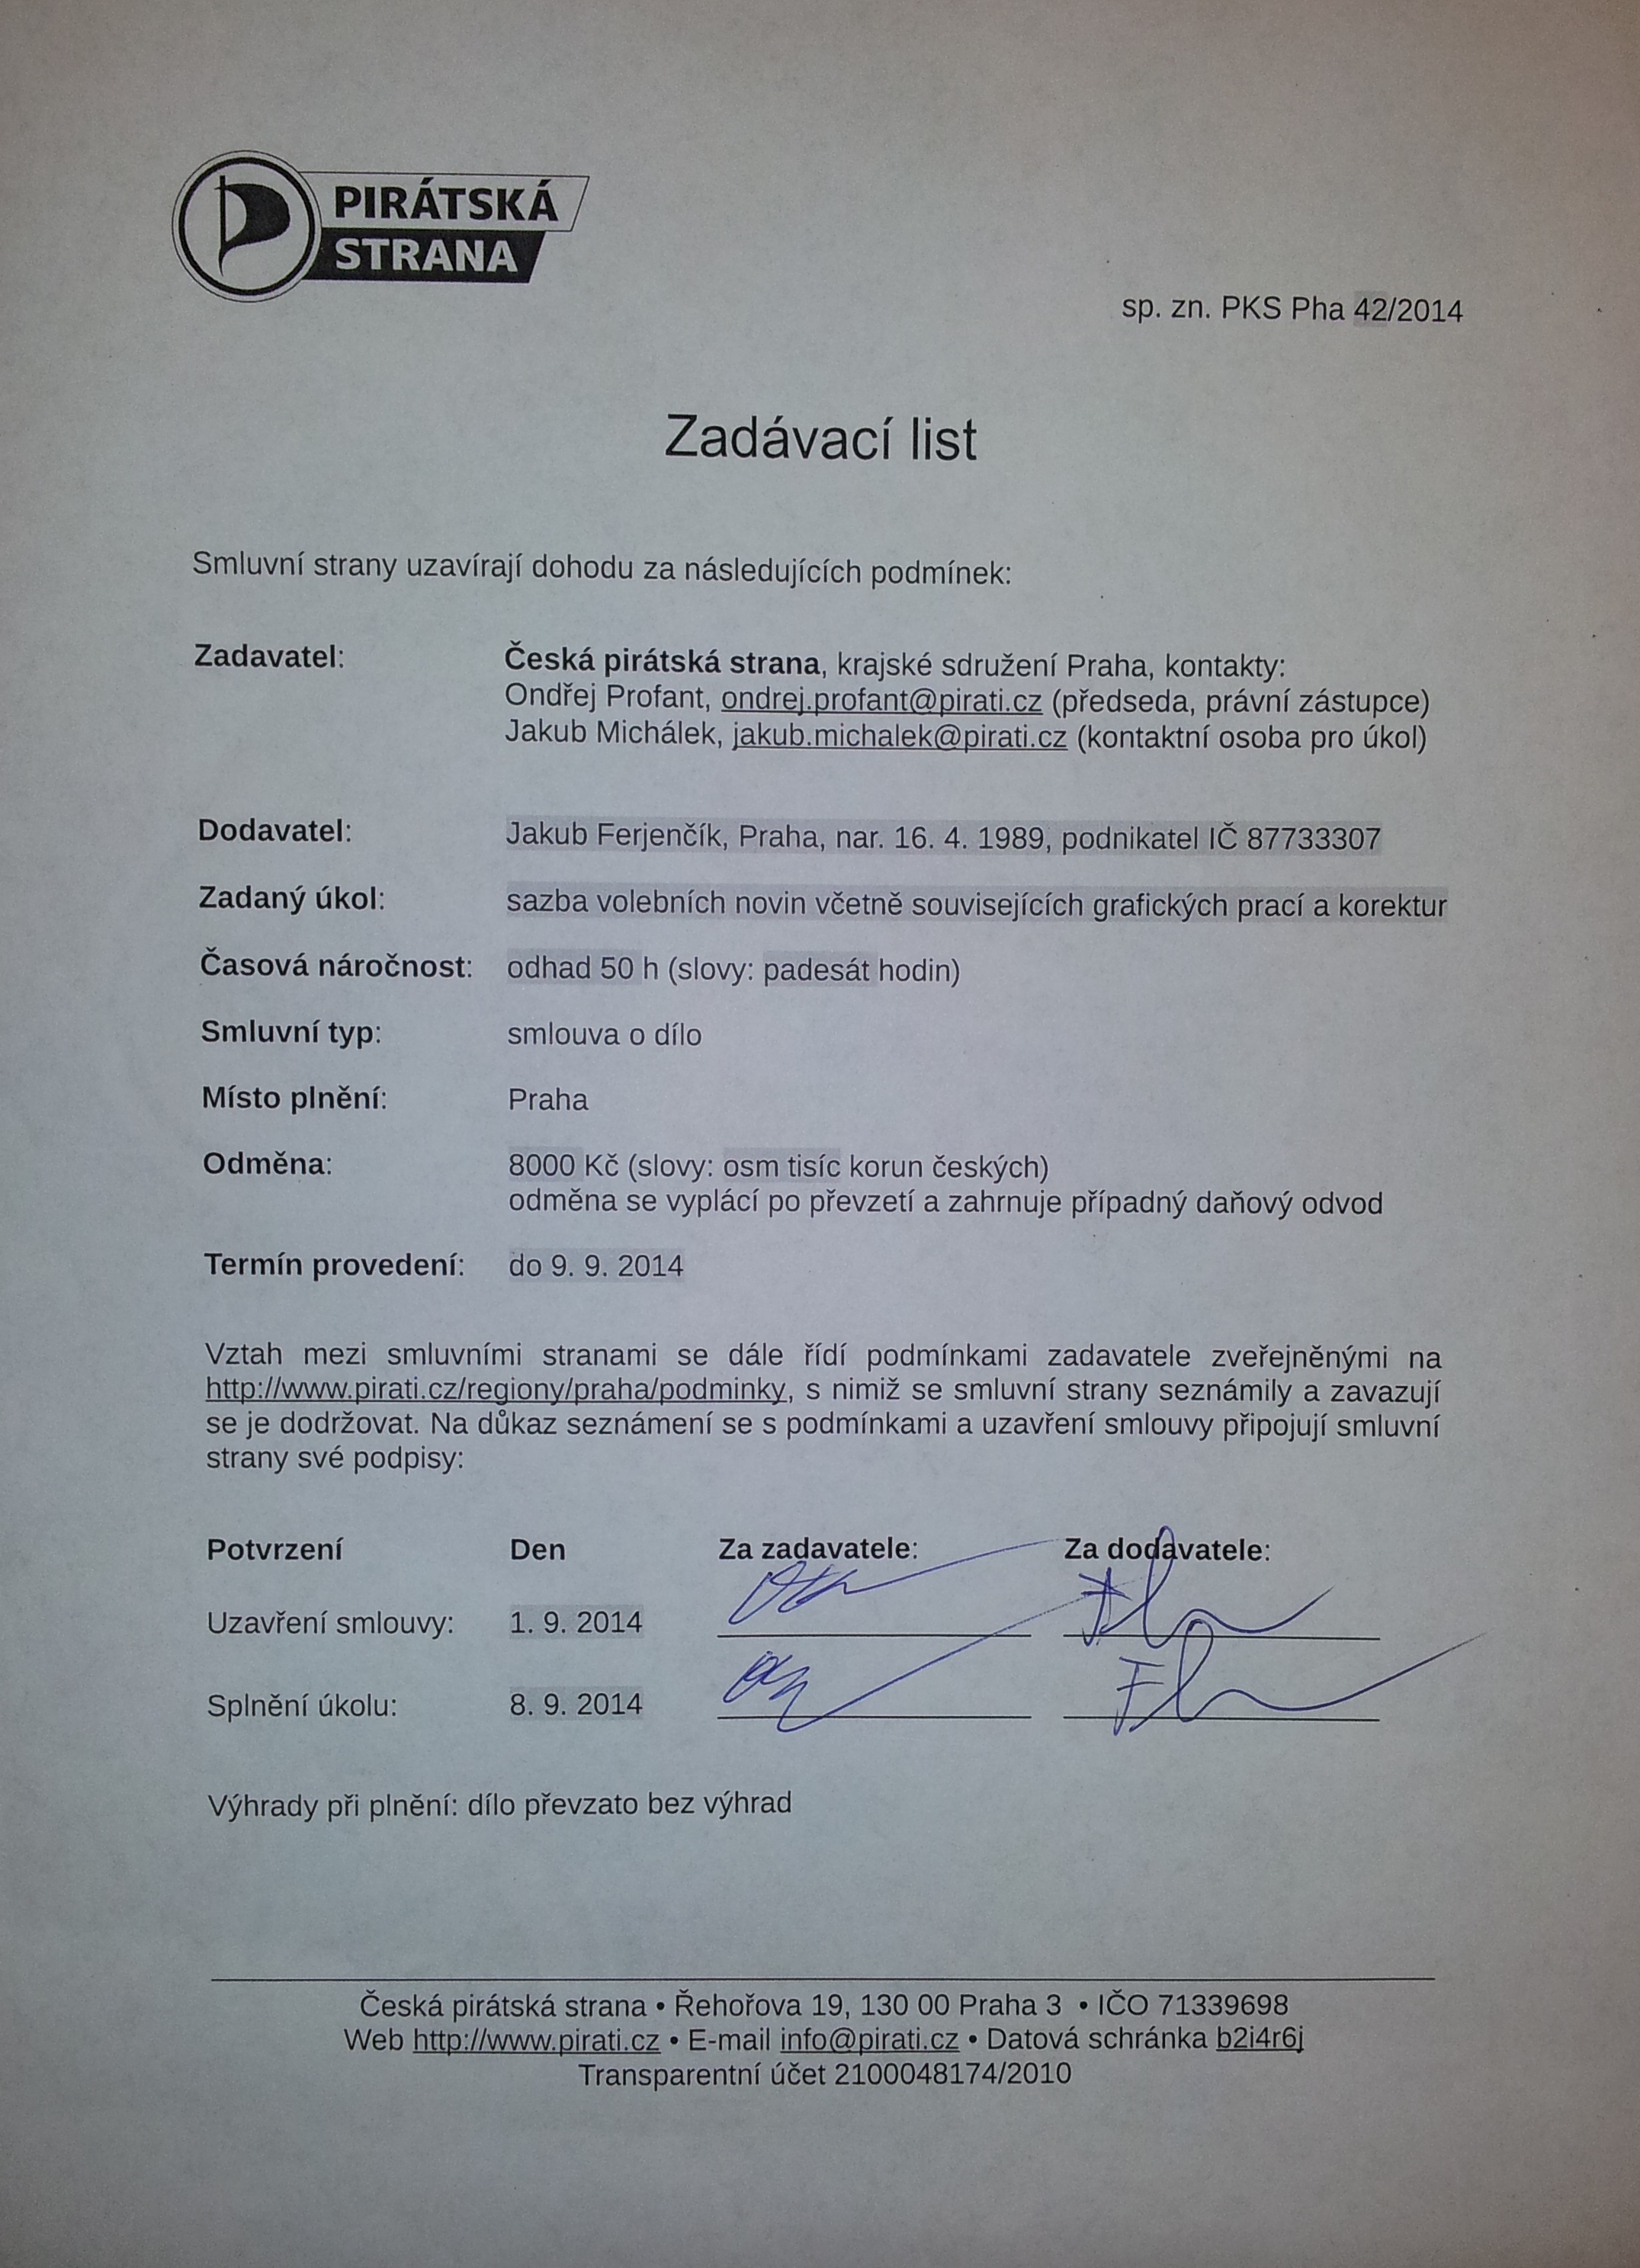 PIRÁTSKÁ
STRANA
sp. zn. PKS Pha 42/2014
Zadávací list
Smluvní strany uzavírají dohodu za následujících podmínek:
Zadavatel: Česká pirátská strana, krajské sdružení Praha, kontakty:
Ondřej Profant, ondrej.profant@pirati.cz (předseda, právní zástupce)
Jakub Michálek, jakub.michalek@pirati.cz (kontaktní osoba pro úkol)
Dodavatel: Jakub Ferjenčík, Praha, nar. 16. 4. 1989, podnikatel IČ 87733307
Zadaný úkol: sazba volebních novin včetně souvisejících grafických prací a korektur
Časová náročnost: odhad 50 h (slovy: padesát hodin)
Smluvní typ: smlouva o dílo
Místo plnění: Praha
Odměna: 8000 Kč (slovy: osm tisíc korun českých)
odměna se vyplácí po převzetí a zahrnuje případný daňový odvod
Termín provedení: do 9. 9. 2014
Vztah mezi smluvními stranami se dále řídí podmínkami zadavatele zveřejněnými na
http://www.pirati.cz/regiony/praha/podminky, s nimiž se smluvní strany seznámily a zavazují
se je dodržovat. Na důkaz seznámení se s podmínkami a uzavření smlouvy připojují smluvní
strany své podpisy:
Potvrzení Den Za zadavatele: Za dodavatele:
Uzavření smlouvy: 1. 9. 2014
Splnění úkolu: 8. 9. 2014
Výhrady při plnění: dílo převzato bez výhrad
Česká pirátská strana • Řehořova 19, 130 00 Praha 3 • IČO 71339698
Web http://www.pirati.cz • E-mail info@pirati.cz • Datová schránka b2i4r6j
Transparentní účet 2100048174/2010